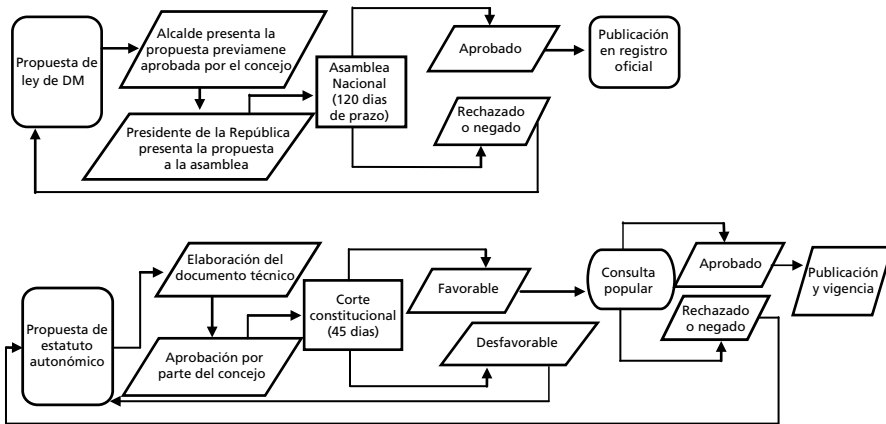 Propuesta de
ley de DM
Alcalde presenta la
propuesta previamene
aprobada por el concejo
Presidente de la República
presenta la propuesta
a la asamblea
Asamblea
Nacional
(120 dias
de prazo)
Aprobado
Rechazado
o negado
Publicación
en registro
oficial
Propuesta de
estatuto
autonómico
Elaboración del
documento técnico
Aprobación por
parte del concejo
Corte
constitucional
(45 dias)
Favorable
Desfavorable
Consulta
popular
Aprobado
Rechazado
o negado
Publicación
y vigencia